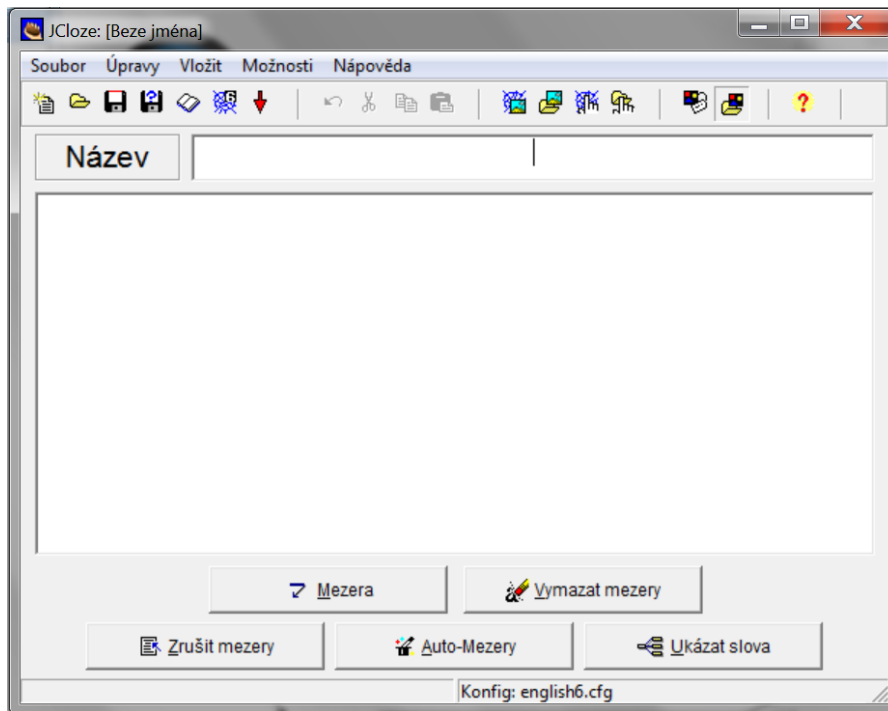 JCloze: [Beze jména]
Soubor Úpravy Vložit Možnosti Nápověda
Název
Mezera Vymazat mezery
Zrušit mezery Auto-Mezery Ukázat slova
Konfig: english6.cfg